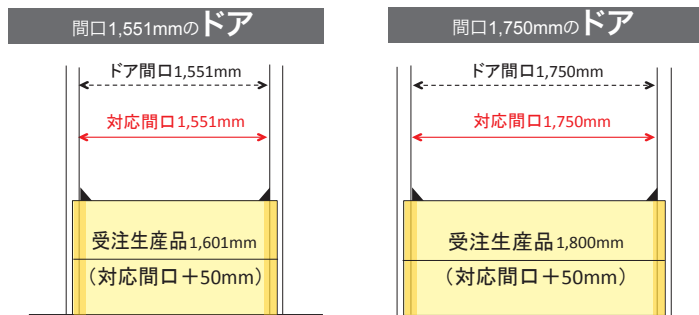 間口1,551mmのドア
ドア間口1,551mm
対応間口1,551mm
受注生産品1,601mm
（対応間口＋50mm）
間口1,750mmのドア
ドア間口1,750mm
対応間口1,750mm
受注生産品1,800mm
（対応間口＋50mm）